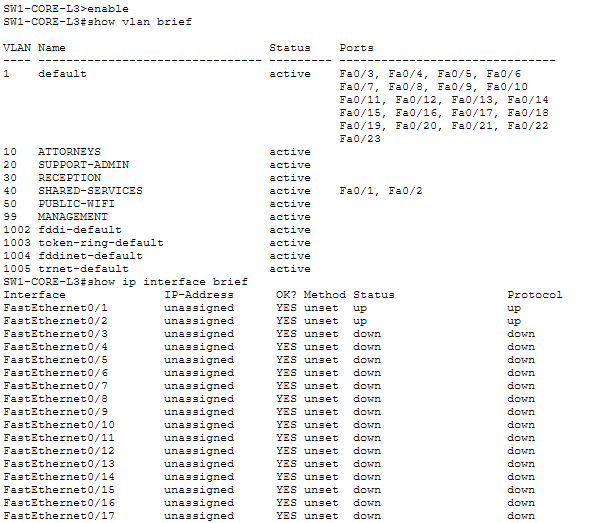 SW1-CORE-L3>enable
SW1-CORE-L3#show vlan brief
VLAN Name                             Status    Ports
---- -------------------------------- --------- -------------------------------
1    default                          active    Fa0/3, Fa0/4, Fa0/5, Fa0/6
                                                Fa0/7, Fa0/8, Fa0/9, Fa0/10
                                                Fa0/11, Fa0/12, Fa0/13, Fa0/14
                                                Fa0/15, Fa0/16, Fa0/17, Fa0/18
                                                Fa0/19, Fa0/20, Fa0/21, Fa0/22
                                                Fa0/23
10   ATTORNEYS                        active
20   SUPPORT-ADMIN                    active
30   RECEPTION                        active
40   SHARED-SERVICES                  active    Fa0/1, Fa0/2
50   PUBLIC-WIFI                      active
99   MANAGEMENT                       active
1002 fddi-default                     active
1003 token-ring-default               active
1004 fddinet-default                  active
1005 trnet-default                    active
SW1-CORE-L3#show ip interface brief
Interface              IP-Address      OK? Method Status                Protocol
FastEthernet0/1        unassigned      YES unset  up                    up
FastEthernet0/2        unassigned      YES unset  up                    up
FastEthernet0/3        unassigned      YES unset  down                  down
FastEthernet0/4        unassigned      YES unset  down                  down
FastEthernet0/5        unassigned      YES unset  down                  down
FastEthernet0/6        unassigned      YES unset  down                  down
FastEthernet0/7        unassigned      YES unset  down                  down
FastEthernet0/8        unassigned      YES unset  down                  down
FastEthernet0/9        unassigned      YES unset  down                  down
FastEthernet0/10       unassigned      YES unset  down                  down
FastEthernet0/11       unassigned      YES unset  down                  down
FastEthernet0/12       unassigned      YES unset  down                  down
FastEthernet0/13       unassigned      YES unset  down                  down
FastEthernet0/14       unassigned      YES unset  down                  down
FastEthernet0/15       unassigned      YES unset  down                  down
FastEthernet0/16       unassigned      YES unset  down                  down
FastEthernet0/17       unassigned      YES unset  down                  down